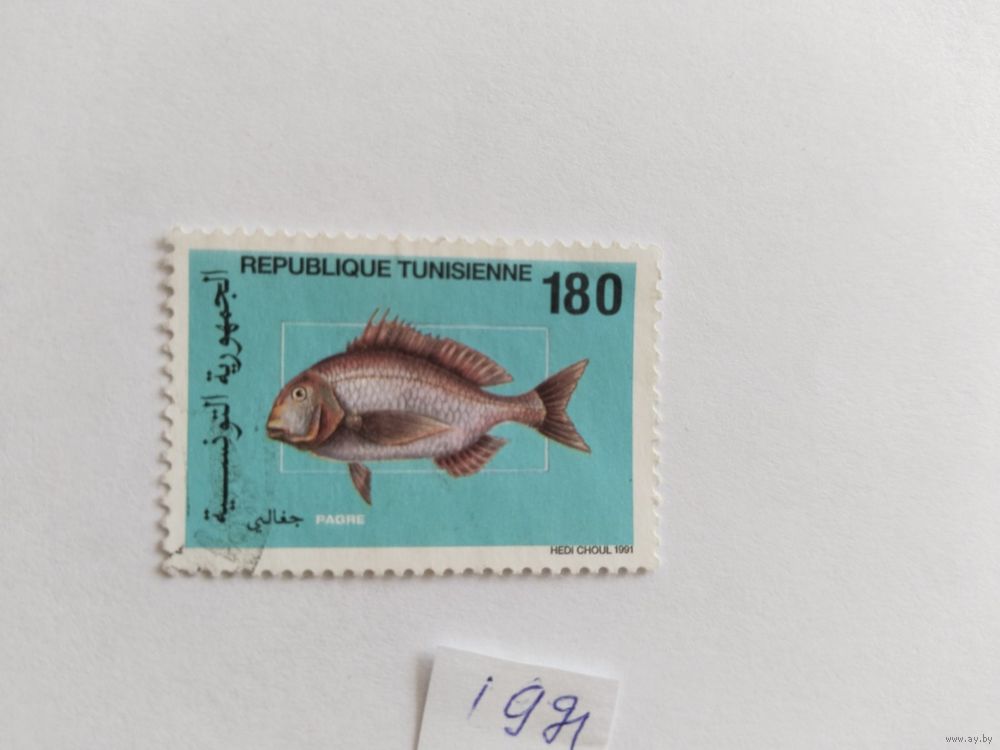 REPUBLIQUE TUNISIENNE
180
الجمهورية التونسية
جغالي PAGRE
HEDI CHOUL 1991
1991
www.ay.by